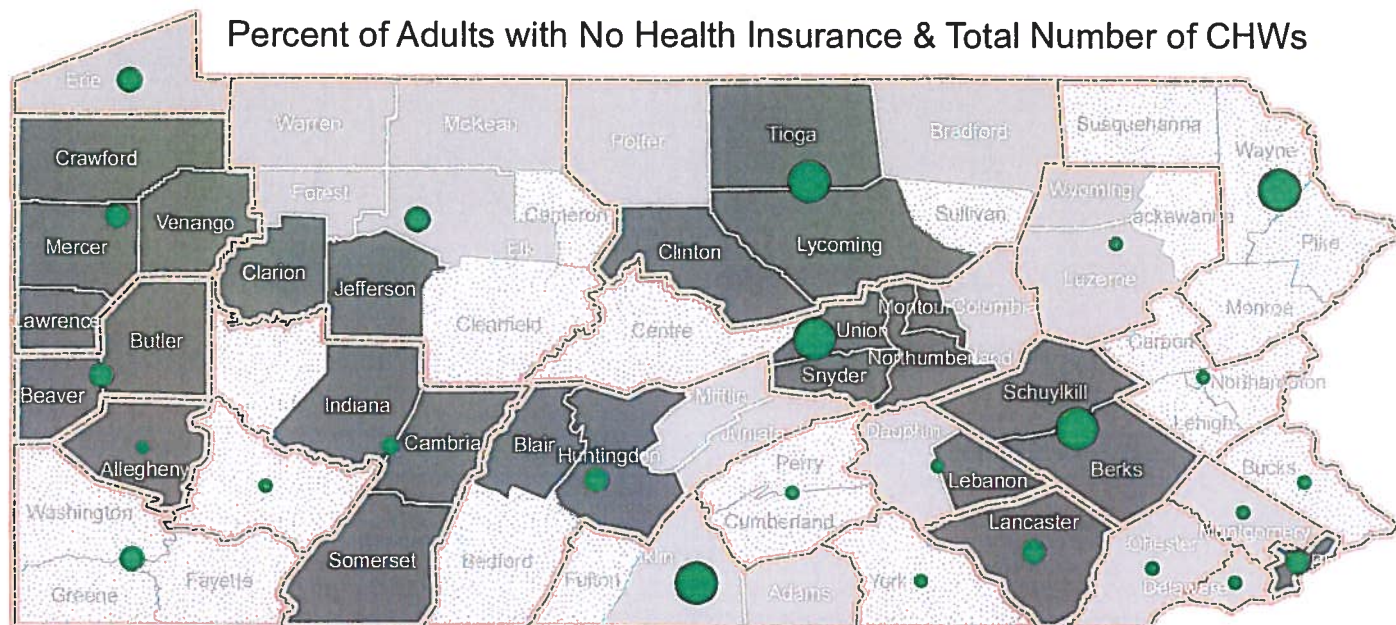 Percent of Adults with No Health Insurance & Total Number of CHWs
Erie
Warren
McKean
Potter
Tioga
Bradford
Susquehanna
Wayne
Crawford
Forest
Wyoming
Cameron
Sullivan
ackawanna
Venango
Mercer
Elk
Clinton
Lycoming
Pike
Clarion
Jefferson
Luzerne
Lawrence
Clearfield
Centre
Montour
Columbia
Monroe
Butler
Union
Carbon
Northumberland
Beaver
Snyder
Schuylkill
Northampton
Indiana
Mifflin
Lehigh
Cambria
Blair
Juniata
Dauphin
Allegheny
Huntingdon
Perry
Lebanon
Berks
Bucks
Washington
Cumberland
Lancaster
Montgomery
Somerset
Bedford
Chester
Greene
Fayette
Fulton
klin
Adams
York
Delaware